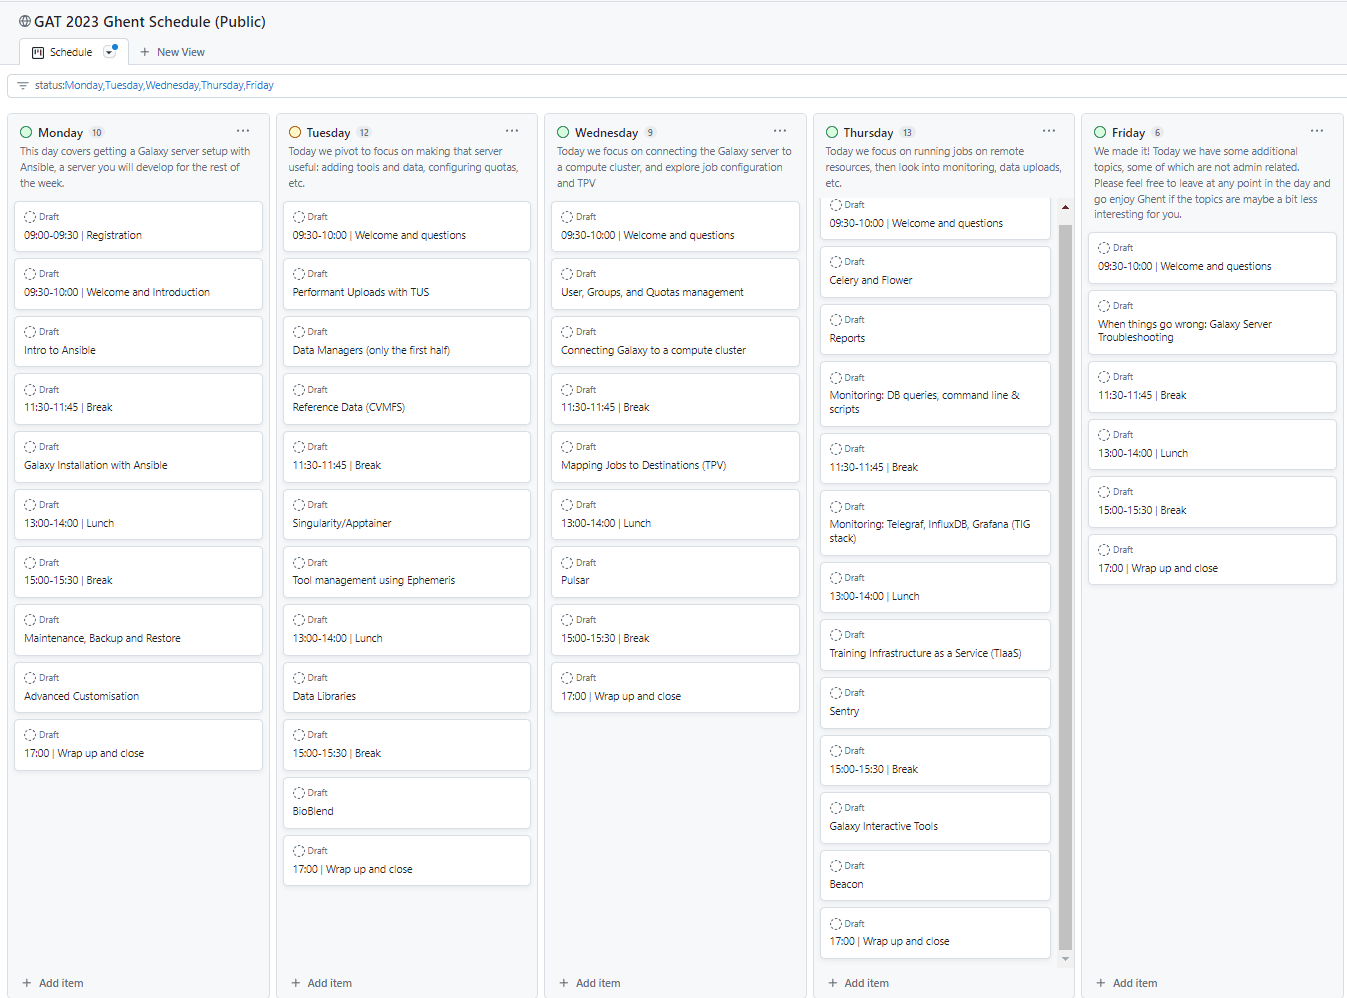 GAT 2023 Ghent Schedule (Public)
Schedule
New View
status:Monday,Tuesday,Wednesday,Thursday,Friday
Monday 10
This day covers getting a Galaxy server setup with
Ansible, a server you will develop for the rest of
the week.
Draft
09:00-09:30 | Registration
Draft
09:30-10:00 | Welcome and Introduction
Draft
Intro to Ansible
Draft
11:30-11:45 | Break
Draft
Galaxy Installation with Ansible
Draft
13:00-14:00 | Lunch
Draft
15:00-15:30 | Break
Draft
Maintenance, Backup and Restore
Draft
Advanced Customisation
Draft
17:00 | Wrap up and close
+ Add item
Tuesday 12
Today we pivot to focus on making that server
useful: adding tools and data, configuring quotas,
etc.
Draft
09:30-10:00 | Welcome and questions
Draft
Performant Uploads with TUS
Draft
Data Managers (only the first half)
Draft
Reference Data (CVMFS)
Draft
11:30-11:45 | Break
Draft
Singularity/Apptainer
Draft
Tool management using Ephemeris
Draft
13:00-14:00 | Lunch
Draft
Data Libraries
Draft
15:00-15:30 | Break
Draft
BioBlend
Draft
17:00 | Wrap up and close
+ Add item
Wednesday 9
Today we focus on connecting the Galaxy server to
a compute cluster, and explore job configuration
and TPV
Draft
09:30-10:00 | Welcome and questions
Draft
User, Groups, and Quotas management
Draft
Connecting Galaxy to a compute cluster
Draft
11:30-11:45 | Break
Draft
Mapping Jobs to Destinations (TPV)
Draft
13:00-14:00 | Lunch
Draft
Pulsar
Draft
15:00-15:30 | Break
Draft
17:00 | Wrap up and close
+ Add item
Thursday 13
Today we focus on running jobs on remote
resources, then look into monitoring, data uploads,
etc.
Draft
09:30-10:00 | Welcome and questions
Draft
Celery and Flower
Draft
Reports
Draft
Monitoring: DB queries, command line &
scripts
Draft
11:30-11:45 | Break
Draft
Monitoring: Telegraf, InfluxDB, Grafana (TIG
stack)
Draft
13:00-14:00 | Lunch
Draft
Training Infrastructure as a Service (TIaaS)
Draft
Sentry
Draft
15:00-15:30 | Break
Draft
Galaxy Interactive Tools
Draft
Beacon
Draft
17:00 | Wrap up and close
+ Add item
Friday 6
We made it! Today we have some additional
topics, some of which are not admin related.
Please feel free to leave at any point in the day and
go enjoy Ghent if the topics are maybe a bit less
interesting for you.
Draft
09:30-10:00 | Welcome and questions
Draft
When things go wrong: Galaxy Server
Troubleshooting
Draft
11:30-11:45 | Break
Draft
13:00-14:00 | Lunch
Draft
15:00-15:30 | Break
Draft
17:00 | Wrap up and close
+ Add item